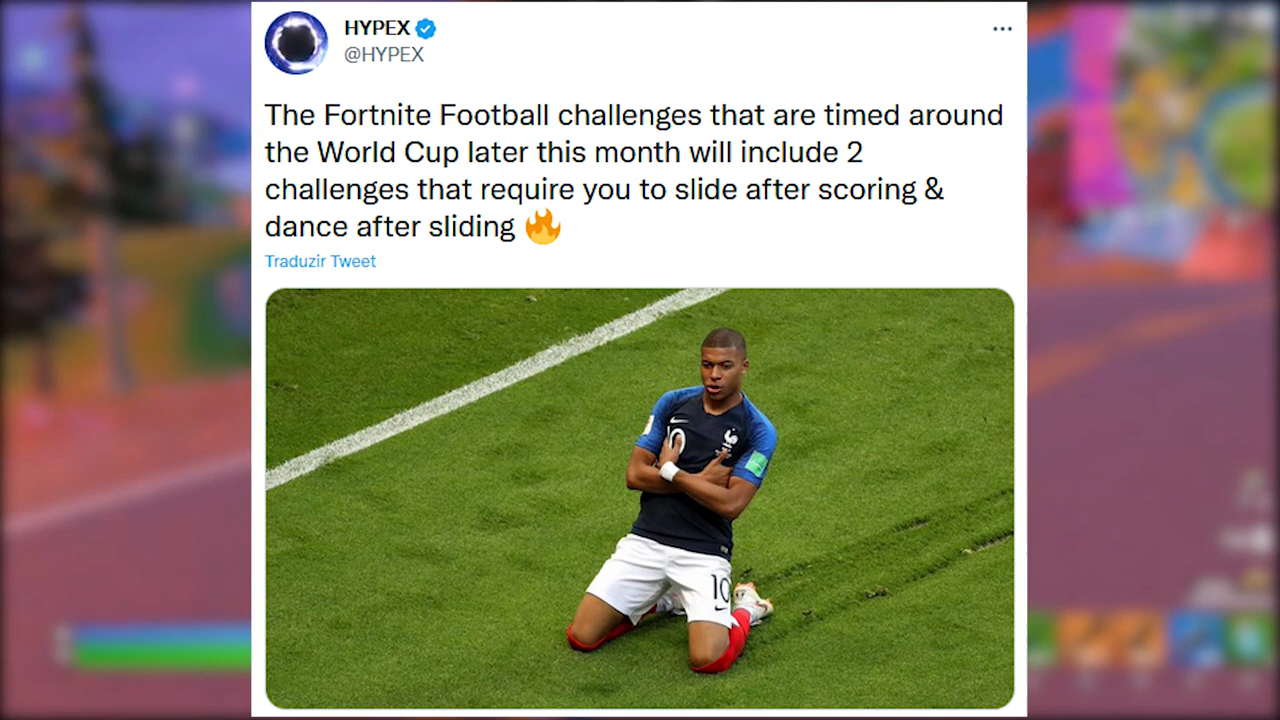 HYPEX
@HYPEX
The Fortnite Football challenges that are timed around
the World Cup later this month will include 2
challenges that require you to slide after scoring &
dance after sliding 🔥
Traduzir Tweet
10
10